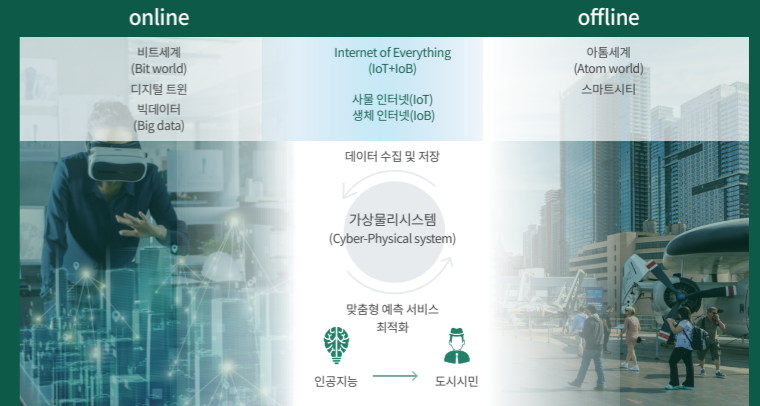 online
offline
비트세계
(Bit world)
디지털 트윈
빅데이터
(Big data)
Internet of Everything
(IoT+IoB)
사물 인터넷(IoT)
생체 인터넷(IoB)
아톰세계
(Atom world)
스마트시티
데이터 수집 및 저장
가상물리시스템
(Cyber-Physical system)
맞춤형 예측 서비스
최적화
인공지능
도시시민